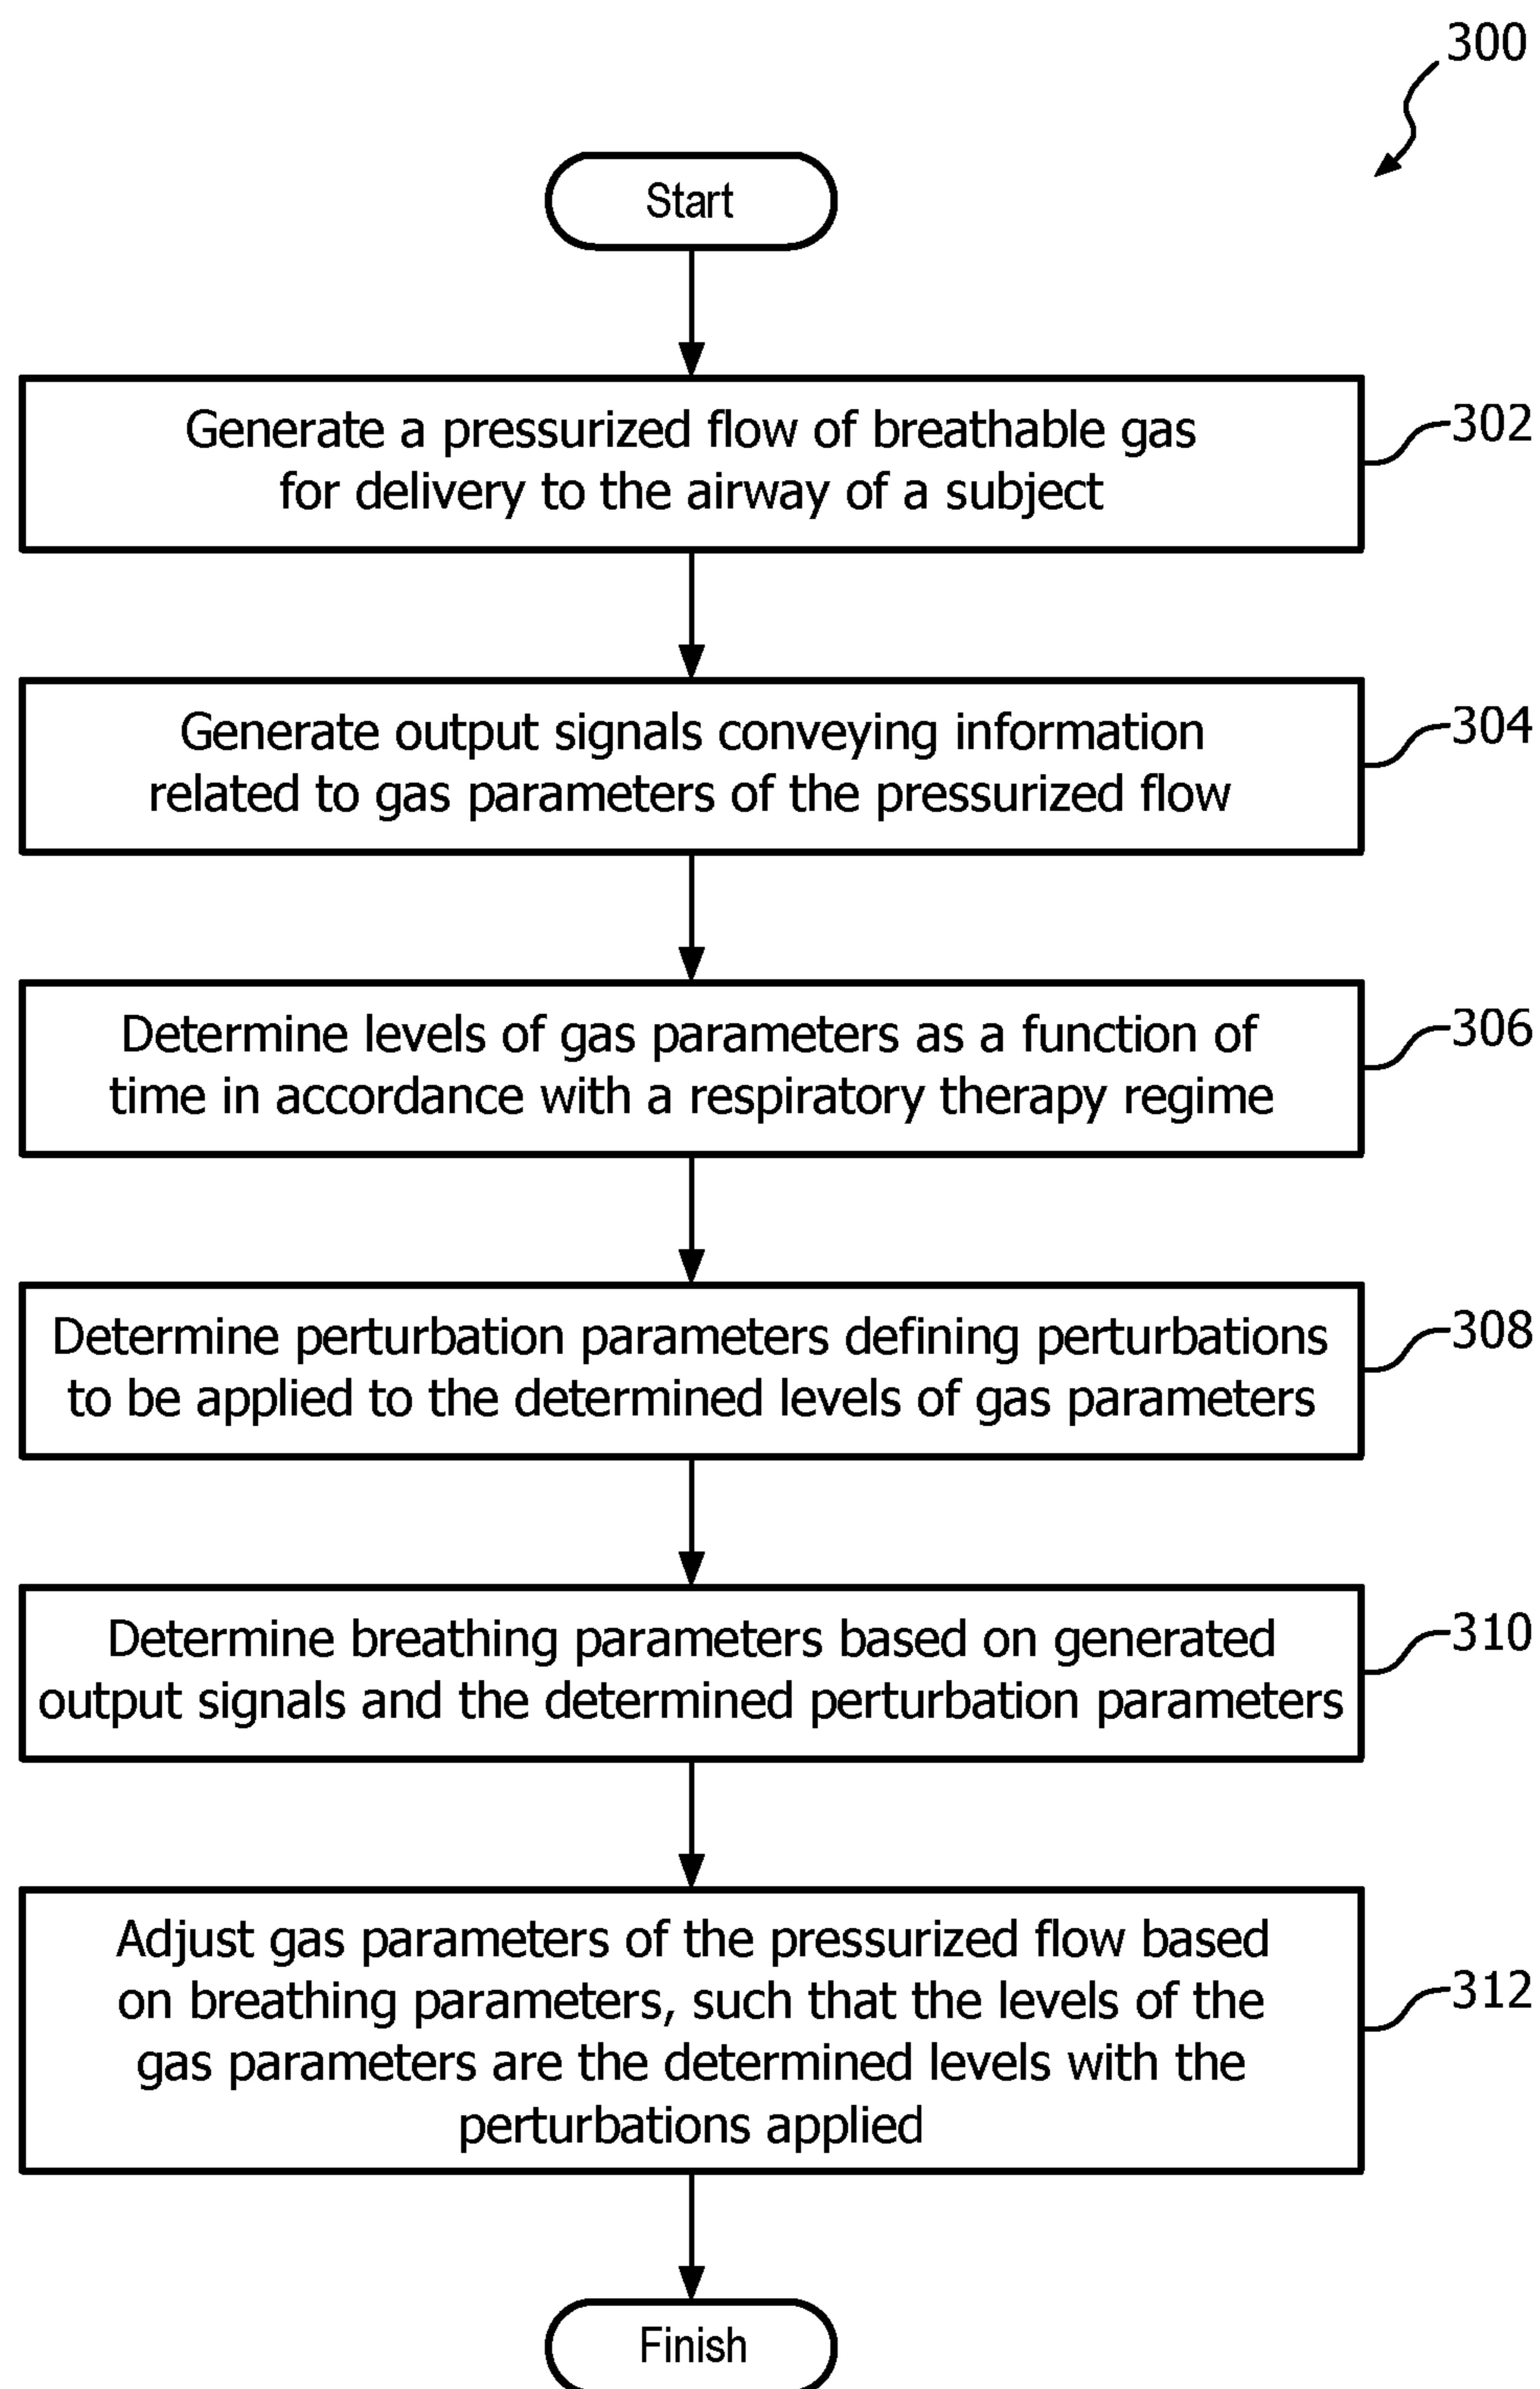 300
Start
Generate a pressurized flow of breathable gas
for delivery to the airway of a subject
302
Generate output signals conveying information
related to gas parameters of the pressurized flow
304
Determine levels of gas parameters as a function of
time in accordance with a respiratory therapy regime
306
Determine perturbation parameters defining perturbations
to be applied to the determined levels of gas parameters
308
Determine breathing parameters based on generated
output signals and the determined perturbation parameters
310
Adjust gas parameters of the pressurized flow based
on breathing parameters, such that the levels of the
gas parameters are the determined levels with the
perturbations applied
312
Finish